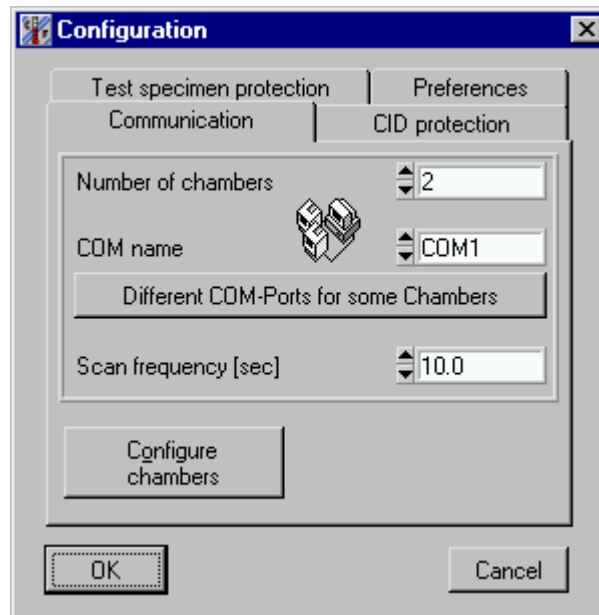 Configuration
Test specimen protection Preferences
Communication CID protection
Number of chambers 2
COM name COM1
Different COM-Ports for some Chambers
Scan frequency [sec] 10.0
Configure
chambers
OK Cancel